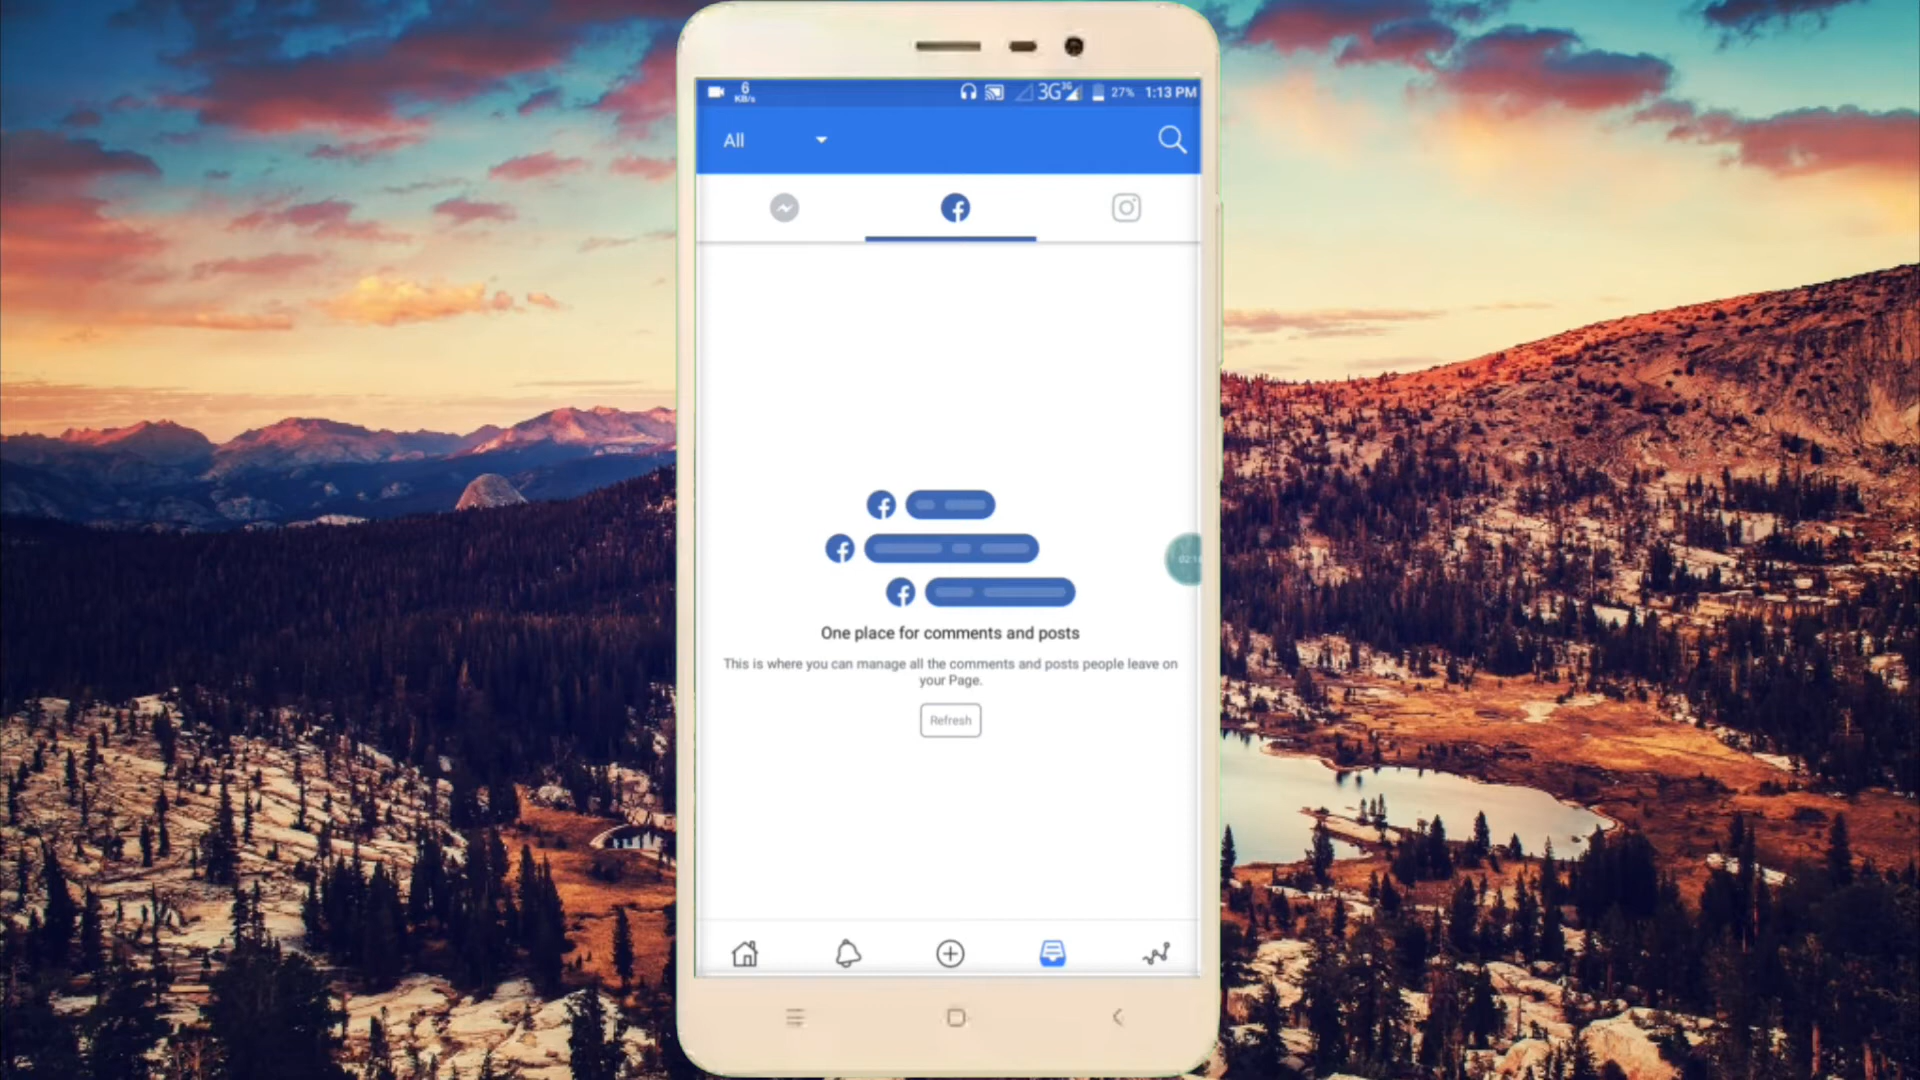 6
KB/s
3G
3G
27%
1:13 PM
All
One place for comments and posts
This is where you can manage all the comments and posts people leave on
your Page.
Refresh